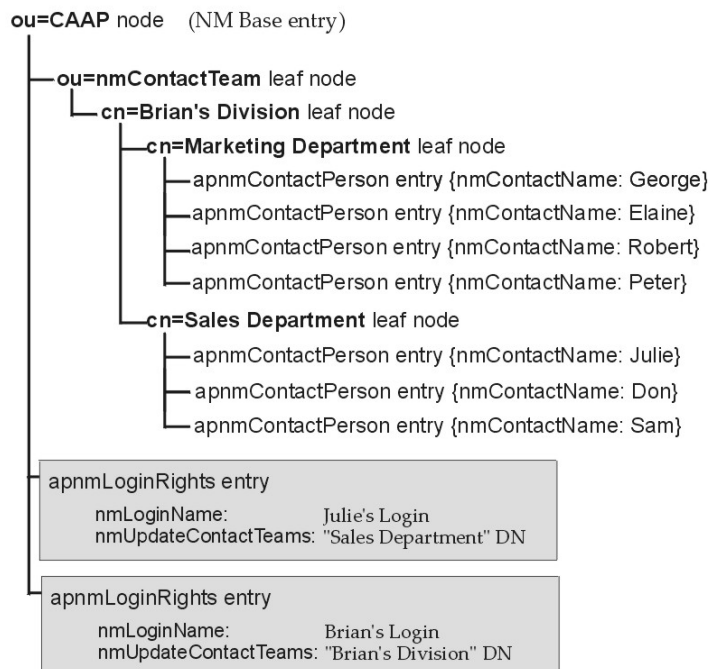 ou=CAAP node (NM Base entry)
ou=nmContactTeam leaf node
cn=Brian's Division leaf node
cn=Marketing Department leaf node
apnmContactPerson entry {nmContactName: George}
apnmContactPerson entry {nmContactName: Elaine}
apnmContactPerson entry {nmContactName: Robert}
apnmContactPerson entry {nmContactName: Peter}
cn=Sales Department leaf node
apnmContactPerson entry {nmContactName: Julie}
apnmContactPerson entry {nmContactName: Don}
apnmContactPerson entry {nmContactName: Sam}
apnmLoginRights entry
nmLoginName: Julie's Login
nmUpdateContactTeams: "Sales Department" DN
apnmLoginRights entry
nmLoginName: Brian's Login
nmUpdateContactTeams: "Brian's Division" DN